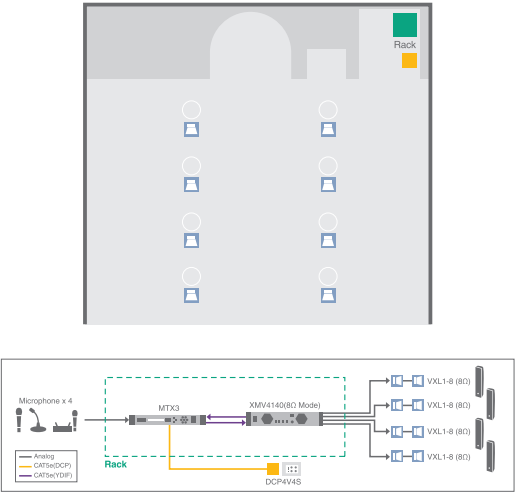 Rack
Microphone x 4
MTX3
XMV4140(8Ω Mode)
VXL1-8 (8Ω)
VXL1-8 (8Ω)
VXL1-8 (8Ω)
VXL1-8 (8Ω)
Analog
CAT5e(DCP)
CAT5e(YDIF)
Rack
DCP4V4S